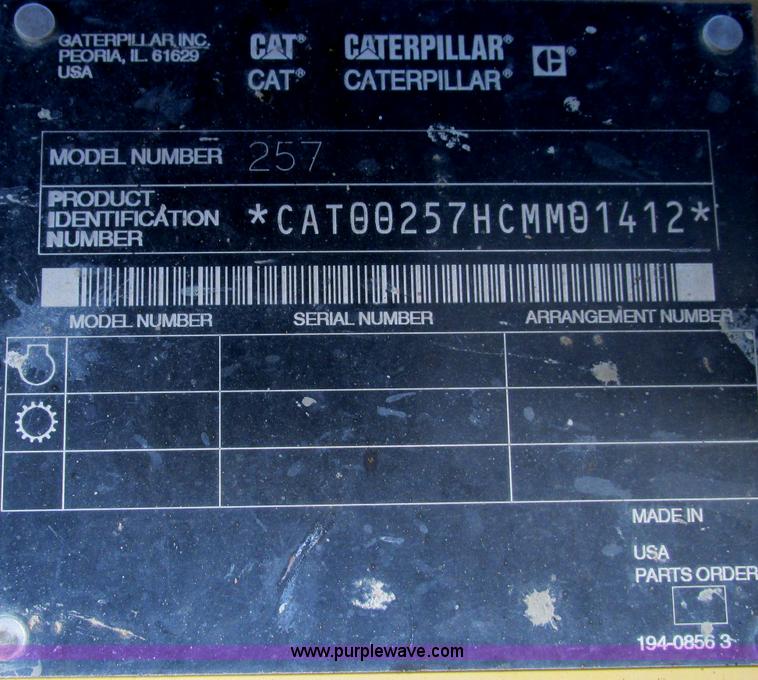 CATERPILLAR INC.
PEORIA, IL. 61629
USA
CAT® CATERPILLAR® C®
CAT® CATERPILLAR®
MODEL NUMBER 257
PRODUCT
IDENTIFICATION
NUMBER
*CAT00257HCMM01412*
MODEL NUMBER SERIAL NUMBER ARRANGEMENT NUMBER
MADE IN
USA
PARTS ORDER
194-0856 3
www.purplewave.com